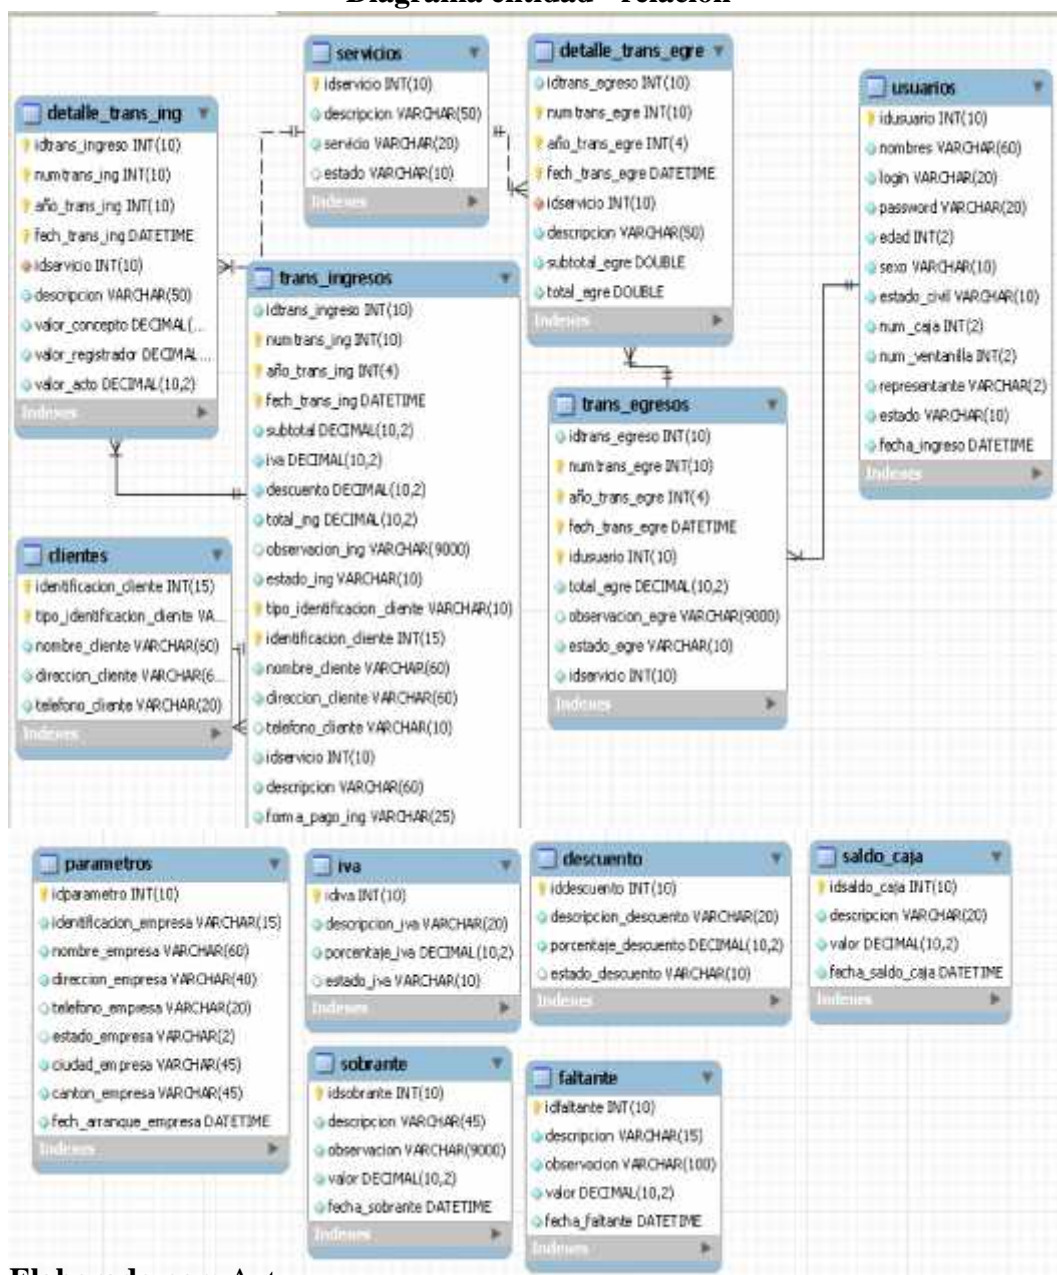 Diagrama entidad - relación
servicios
idservicio INT(10)
descripcion VARCHAR(50)
servicio VARCHAR(20)
estado VARCHAR(10)
Indexes
detalle_trans_egre
idtrans_egreso INT(10)
numtrans_egre INT(10)
año_trans_egre INT(4)
fech_trans_egre DATETIME
idservicio INT(10)
descripcion VARCHAR(50)
subtotal_egre DOUBLE
total_egre DOUBLE
Indexes
usuarios
idusuario INT(10)
nombres VARCHAR(60)
login VARCHAR(20)
password VARCHAR(20)
edad INT(2)
sexo VARCHAR(10)
estado_civil VARCHAR(10)
num_caja INT(2)
num_ventanilla INT(2)
representante VARCHAR(2)
estado VARCHAR(10)
fecha_ingreso DATETIME
Indexes
detalle_trans_ing
idtrans_ingreso INT(10)
numtrans_ing INT(10)
año_trans_ing INT(10)
fech_trans_ing DATETIME
idservicio INT(10)
descripcion VARCHAR(50)
valor_concepto DECIMAL(...
valor_registrador DECIMAL...
valor_acto DECIMAL(10,2)
Indexes
trans_ingresos
idtrans_ingreso INT(10)
numtrans_ing INT(10)
año_trans_ing INT(4)
fech_trans_ing DATETIME
subtotal DECIMAL(10,2)
iva DECIMAL(10,2)
descuento DECIMAL(10,2)
total_ing DECIMAL(10,2)
observacion_ing VARCHAR(9000)
estado_ing VARCHAR(10)
tipo_identificacion_cliente VARCHAR(10)
identificacion_cliente INT(15)
nombre_cliente VARCHAR(60)
direccion_cliente VARCHAR(60)
telefono_cliente VARCHAR(10)
idservicio INT(10)
descripcion VARCHAR(60)
forma_pago_ing VARCHAR(25)
trans_egresos
idtrans_egreso INT(10)
numtrans_egre INT(10)
año_trans_egre INT(4)
fech_trans_egre DATETIME
idusuario INT(10)
total_egre DECIMAL(10,2)
observacion_egre VARCHAR(9000)
estado_egre VARCHAR(10)
idservicio INT(10)
Indexes
clientes
identificacion_cliente INT(15)
tipo_identificacion_cliente VA...
nombre_cliente VARCHAR(60)
direccion_cliente VARCHAR(6...
telefono_cliente VARCHAR(20)
Indexes
parametros
idparametro INT(10)
identificacion_empresa VARCHAR(15)
nombre_empresa VARCHAR(60)
direccion_empresa VARCHAR(40)
telefono_empresa VARCHAR(20)
estado_empresa VARCHAR(2)
ciudad_empresa VARCHAR(45)
canton_empresa VARCHAR(45)
fech_arranque_empresa DATETIME
Indexes
iva
idiva INT(10)
descripcion_iva VARCHAR(20)
porcentaje_iva DECIMAL(10,2)
estado_iva VARCHAR(10)
Indexes
descuento
iddescuento INT(10)
descripcion_descuento VARCHAR(20)
porcentaje_descuento DECIMAL(10,2)
estado_descuento VARCHAR(10)
Indexes
saldo_caja
idsaldo_caja INT(10)
descripcion VARCHAR(20)
valor DECIMAL(10,2)
fecha_saldo_caja DATETIME
Indexes
sobrante
idsobrante INT(10)
descripcion VARCHAR(45)
observacion VARCHAR(9000)
valor DECIMAL(10,2)
fecha_sobrante DATETIME
Indexes
faltante
idfaltante INT(10)
descripcion VARCHAR(15)
observacion VARCHAR(100)
valor DECIMAL(10,2)
fecha_faltante DATETIME
Indexes